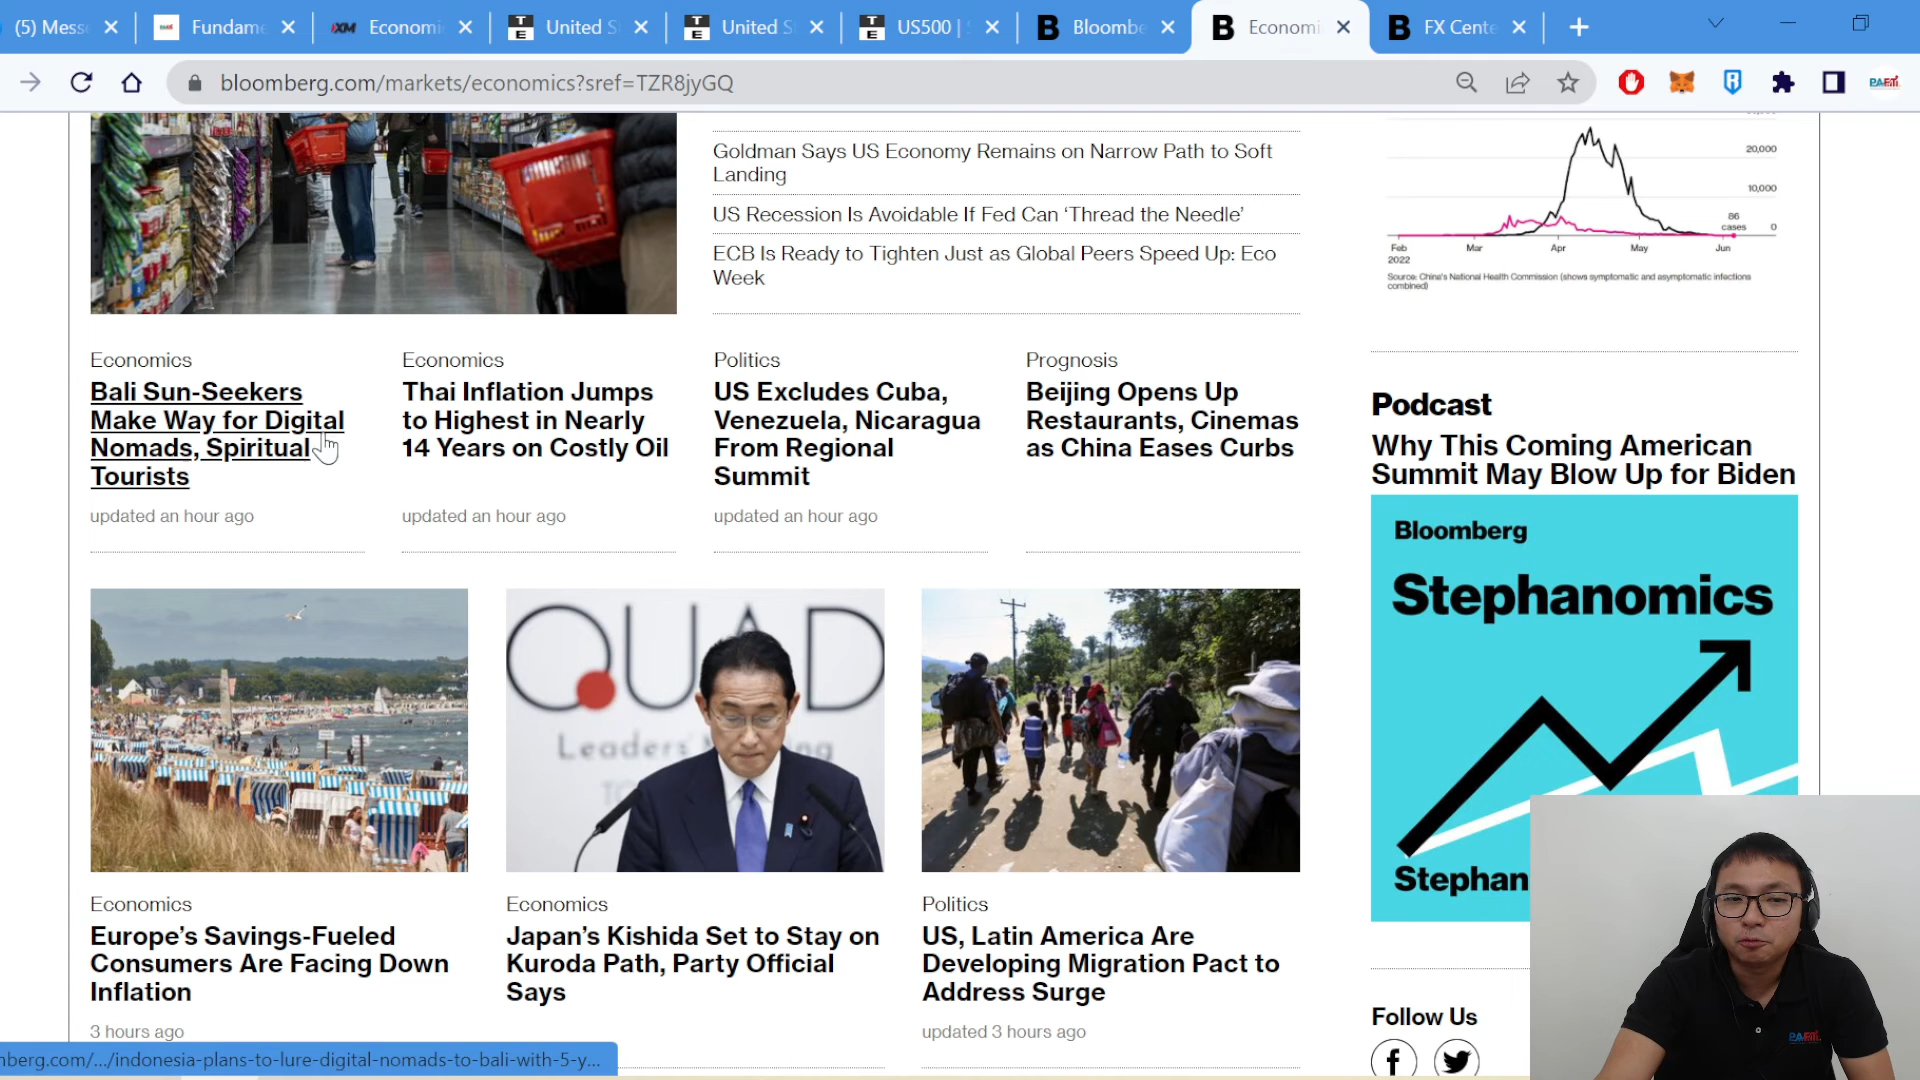 (5) Mess
Fundam
XM
Economi
T
E
United S
T
E
United S
T
E
US500 |
B
Bloombe
B
Economi
B
FX Cente
bloomberg.com/markets/economics?sref=TZR8jyGQ
Goldman Says US Economy Remains on Narrow Path to Soft
Landing
US Recession Is Avoidable If Fed Can ‘Thread the Needle’
ECB Is Ready to Tighten Just as Global Peers Speed Up: Eco
Week
20,000
10,000
86
cases
0
Feb
Mar
Apr
May
Jun
2022
Source: China's National Health Commission (shows symptomatic and asymptomatic infections
combined)
Economics
Bali Sun-Seekers
Make Way for Digital
Nomads, Spiritual
Tourists
updated an hour ago
Economics
Thai Inflation Jumps
to Highest in Nearly
14 Years on Costly Oil
updated an hour ago
Politics
US Excludes Cuba,
Venezuela, Nicaragua
From Regional
Summit
updated an hour ago
Prognosis
Beijing Opens Up
Restaurants, Cinemas
as China Eases Curbs
Podcast
Why This Coming American
Summit May Blow Up for Biden
Bloomberg
Stephanomics
Stephan
QUAD
Leaders'
Economics
Europe’s Savings-Fueled
Consumers Are Facing Down
Inflation
3 hours ago
Economics
Japan’s Kishida Set to Stay on
Kuroda Path, Party Official
Says
Politics
US, Latin America Are
Developing Migration Pact to
Address Surge
updated 3 hours ago
Follow Us
nberg.com/.../indonesia-plans-to-lure-digital-nomads-to-bali-with-5-y...